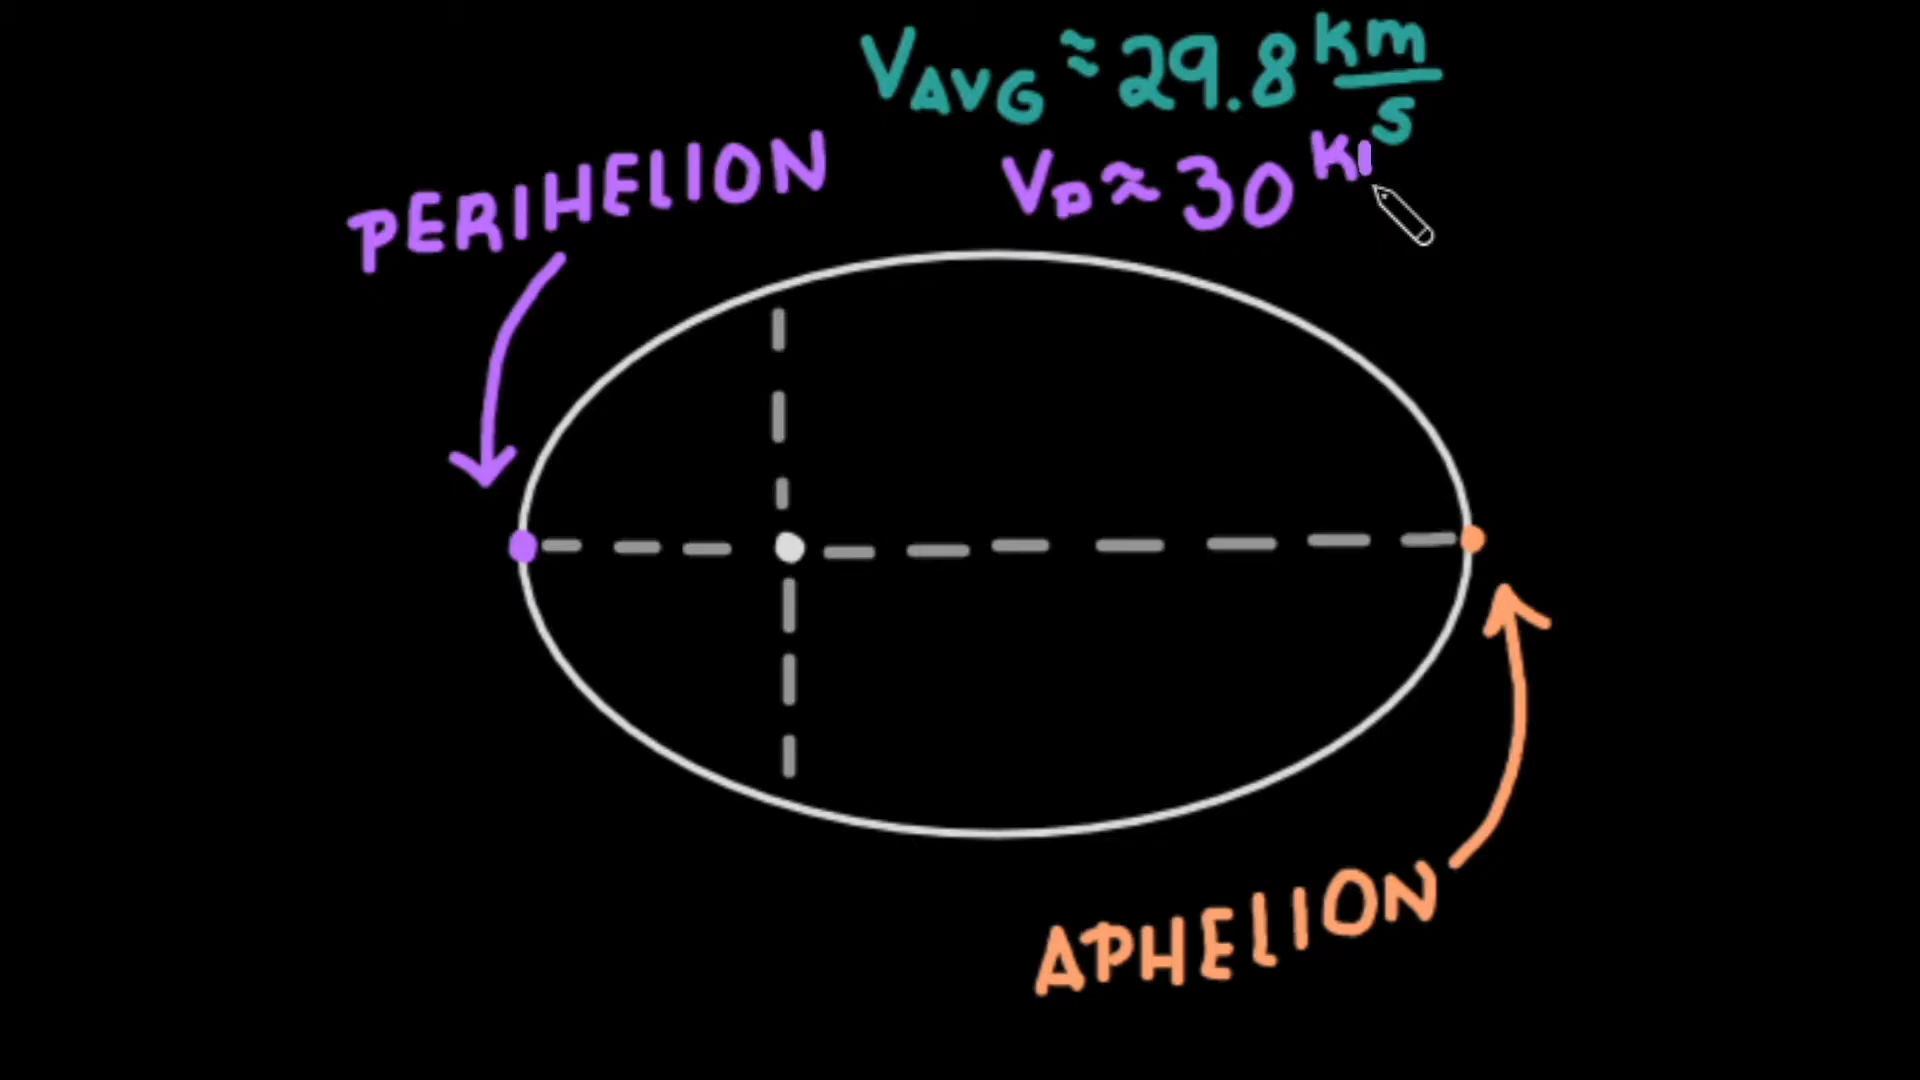 VAVG ≈ 29.8 km/s
PERIHELION
VP ≈ 30 K
APHELION